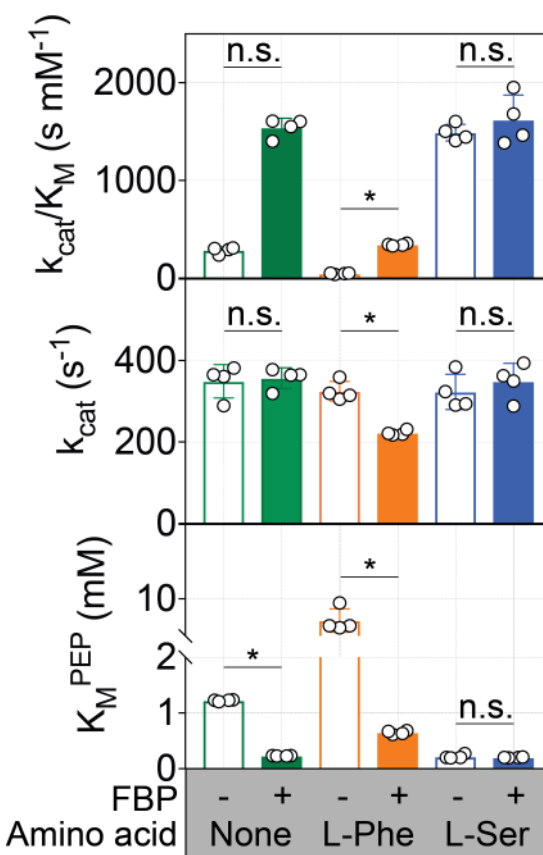 n.s.
n.s.
2000
1000
*
0
kcat/KM (s mM-1)
n.s.
*
n.s.
400
200
0
kcat (s-1)
*
10
*
n.s.
2
1
0
KMPEP (mM)
FBP - + - + - +
Amino acid None L-Phe L-Ser